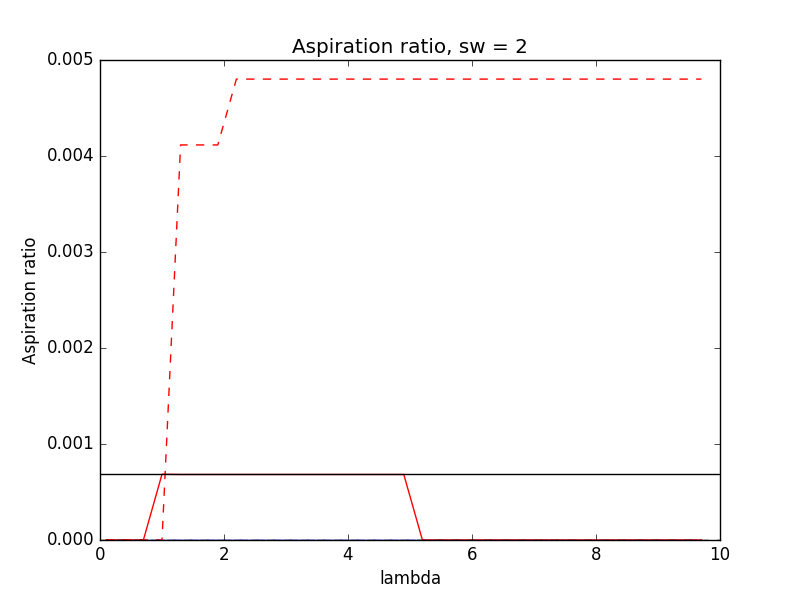 Aspiration ratio, sw = 2
0.005
0.004
0.003
0.002
0.001
0.000
Aspiration ratio
0 2 4 6 8 10
lambda